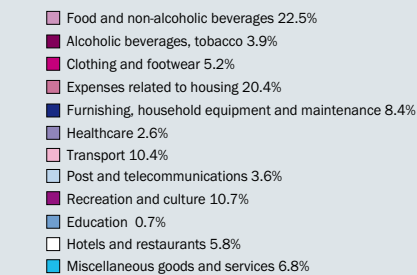 Food and non-alcoholic beverages 22.5%
Alcoholic beverages, tobacco 3.9%
Clothing and footwear 5.2%
Expenses related to housing 20.4%
Furnishing, household equipment and maintenance 8.4%
Healthcare 2.6%
Transport 10.4%
Post and telecommunications 3.6%
Recreation and culture 10.7%
Education 0.7%
Hotels and restaurants 5.8%
Miscellaneous goods and services 6.8%